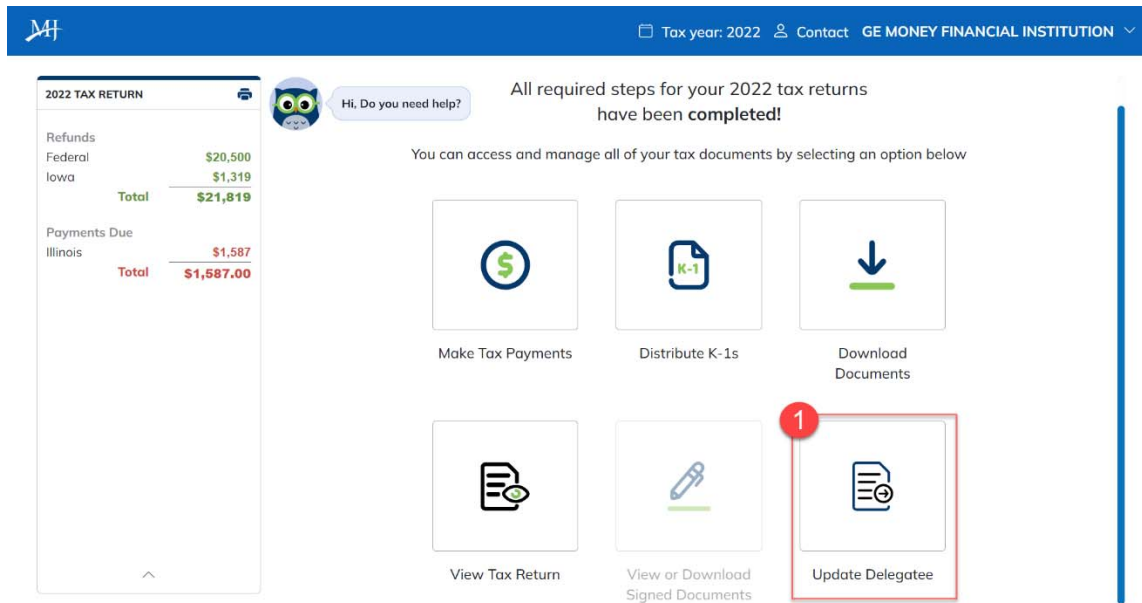 MJ
Tax year: 2022 Contact GE MONEY FINANCIAL INSTITUTION
2022 TAX RETURN
Refunds
Federal $20,500
Iowa $1,319
Total $21,819
Payments Due
Illinois $1,587
Total $1,587.00
Hi, Do you need help?
All required steps for your 2022 tax returns
have been completed!
You can access and manage all of your tax documents by selecting an option below
$
K-1
Make Tax Payments
Distribute K-1s
Download
Documents
1
View Tax Return
View or Download
Signed Documents
Update Delegatee